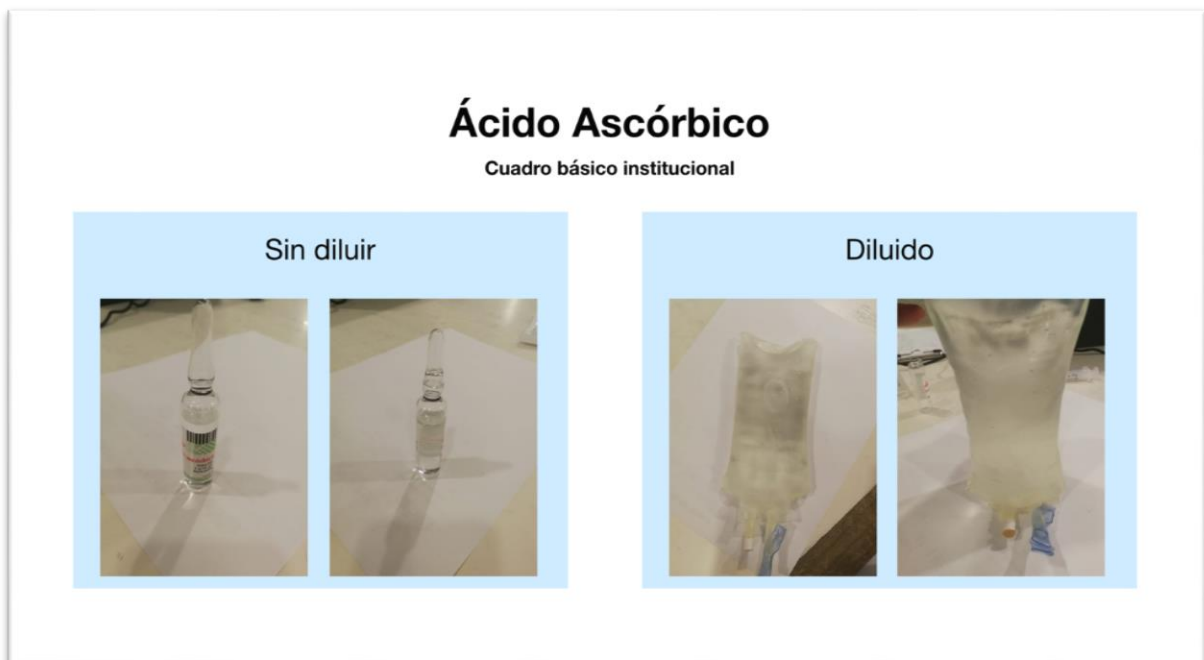 Ácido Ascórbico
Cuadro básico institucional
Sin diluir
Diluido